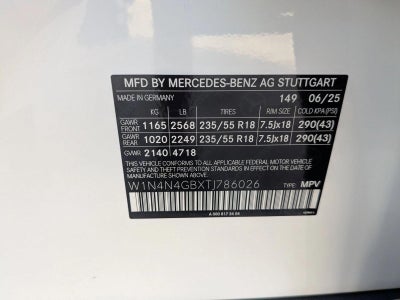 MFD BY MERCEDES-BENZ AG STUTTGART
MADE IN GERMANY 149 06/25
KG LB TIRES RIM SIZE COLD KPA (PSI)
GAWR FRONT 1165 2568 235/55 R18 7.5Jx18 290(43)
GAWR REAR 1020 2249 235/55 R18 7.5Jx18 290(43)
GVWR 2140 4718
THIS VEHICLE CONFORMS TO ALL APPLICABLE
FEDERAL MOTOR VEHICLE SAFETY STANDARDS IN
EFFECT ON THE DATE OF MANUFACTURE SHOWN ABOVE.
W1N4N4GBXTJ786026 TYPE: MPV